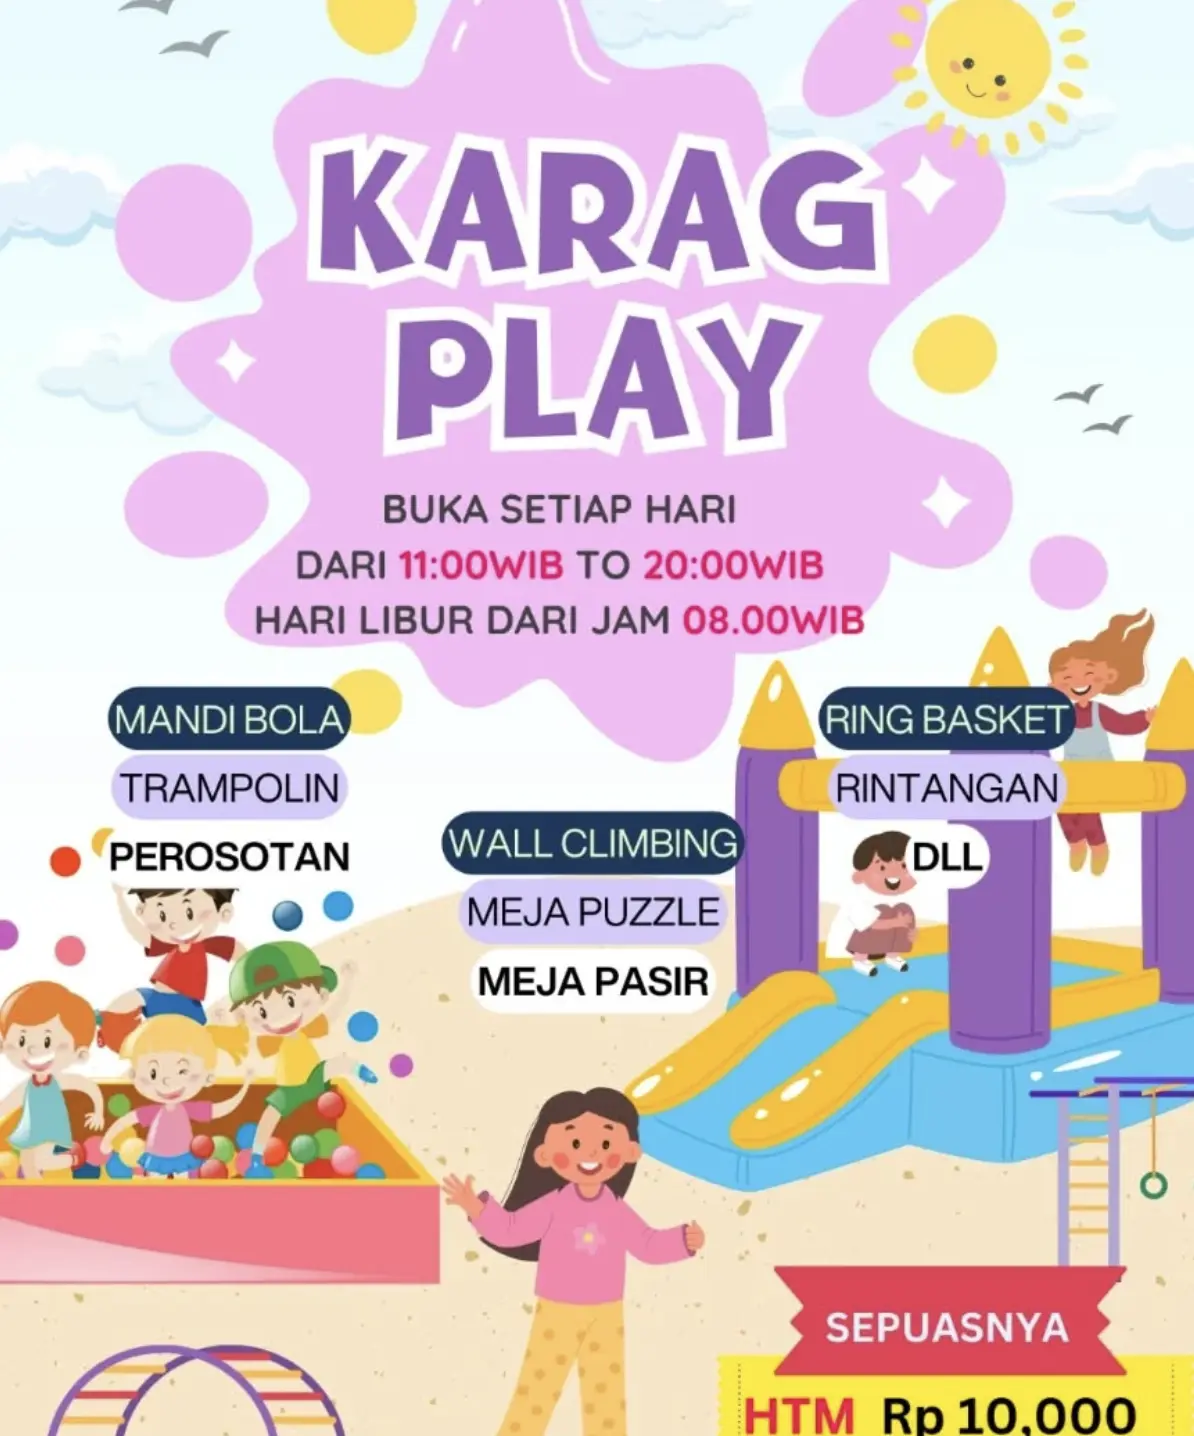 KARAG
PLAY
BUKA SETIAP HARI
DARI 11:00WIB TO 20:00WIB
HARI LIBUR DARI JAM 08.00WIB
MANDI BOLA
TRAMPOLIN
PEROSOTAN
WALL CLIMBING
MEJA PUZZLE
MEJA PASIR
RING BASKET
RINTANGAN
DLL
SEPUASNYA
HTM Rp 10,000